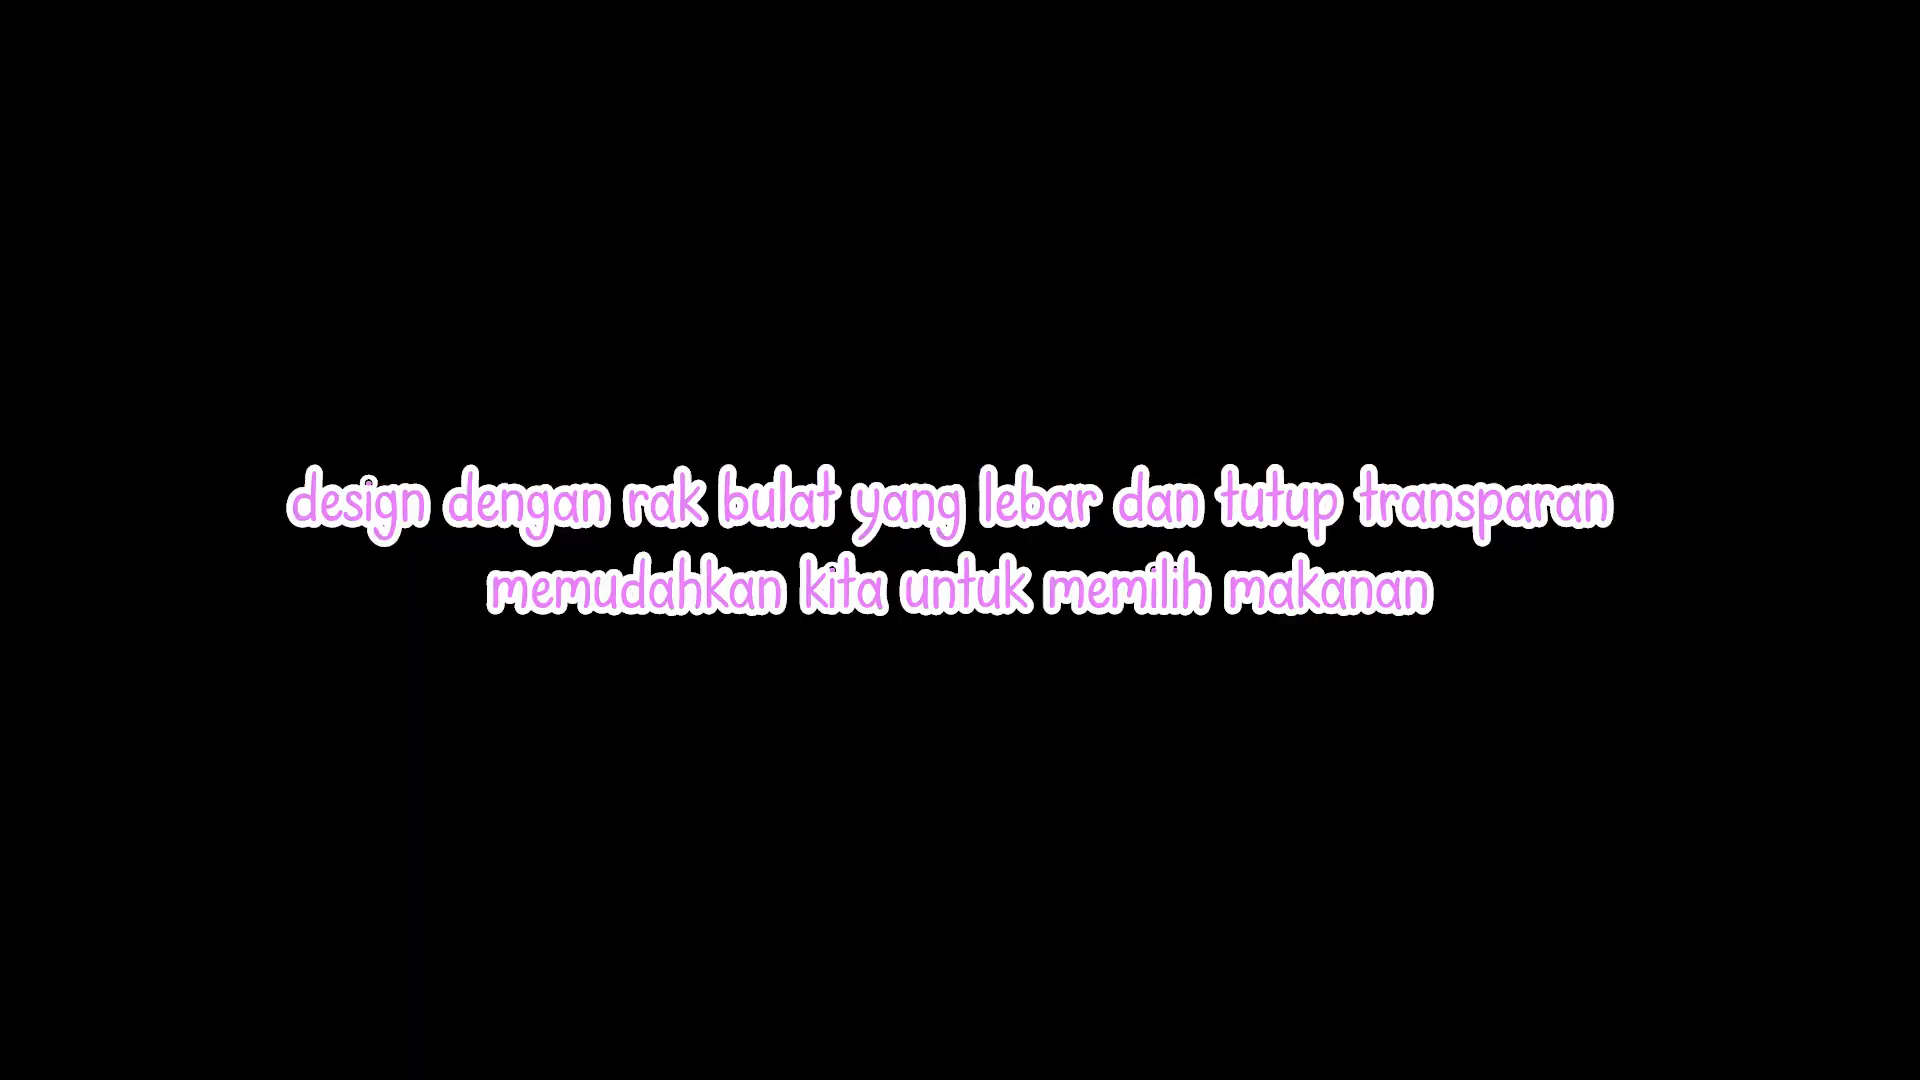 design dengan rak bulat yang lebar dan tutup transparan
memudahkan kita untuk memilih makanan